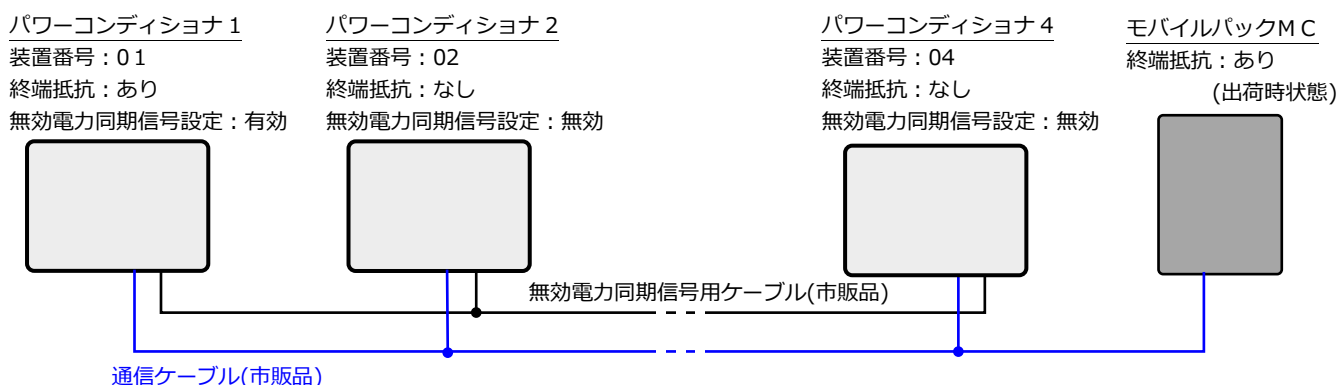 パワーコンディショナ1
装置番号：01
終端抵抗：あり
無効電力同期信号設定：有効
パワーコンディショナ2
装置番号：02
終端抵抗：なし
無効電力同期信号設定：無効
パワーコンディショナ4
装置番号：04
終端抵抗：なし
無効電力同期信号設定：無効
モバイルパックMC
終端抵抗：あり
(出荷時状態)
無効電力同期信号用ケーブル(市販品)
通信ケーブル(市販品)